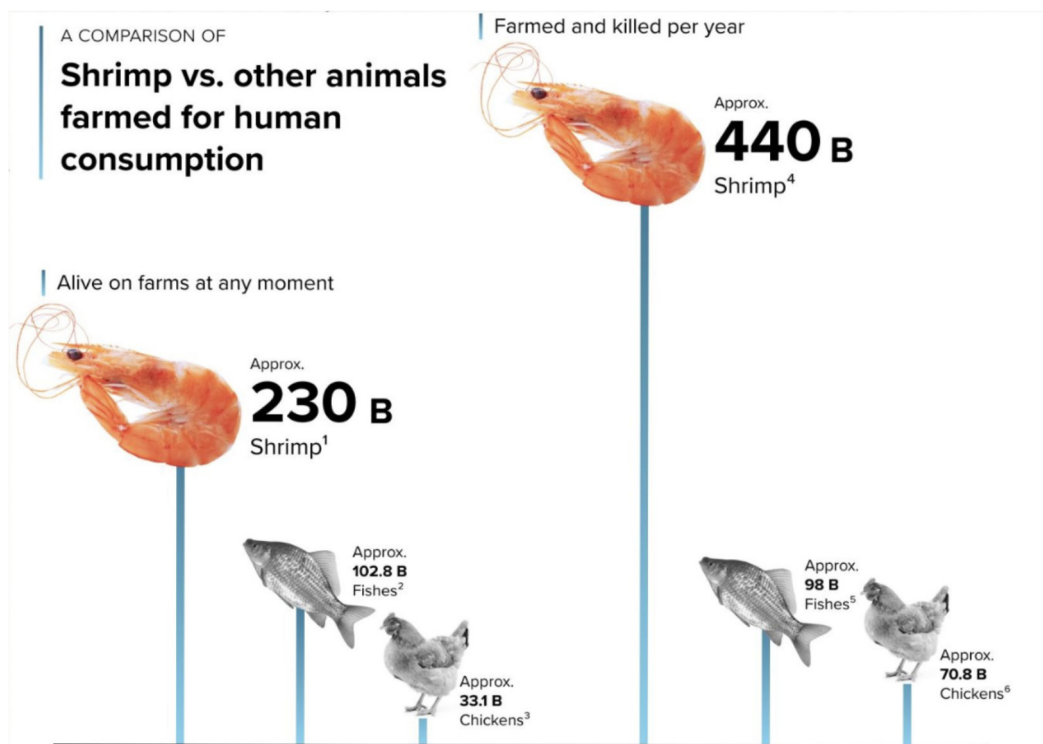 A COMPARISON OF
Shrimp vs. other animals
farmed for human
consumption
Farmed and killed per year
Approx.
440 B
Shrimp⁴
Alive on farms at any moment
Approx.
230 B
Shrimp¹
Approx.
102.8 B
Fishes²
Approx.
33.1 B
Chickens³
Approx.
98 B
Fishes⁵
Approx.
70.8 B
Chickens⁶